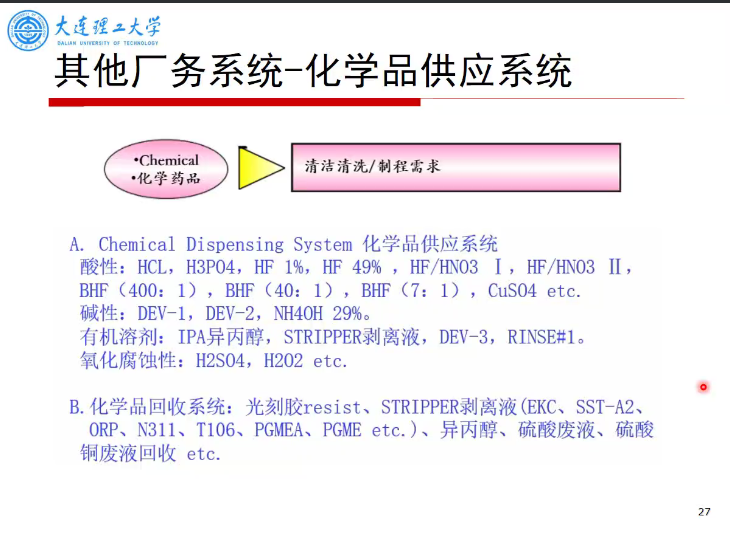 大连理工大学
DALIAN UNIVERSITY OF TECHNOLOGY
其他厂务系统-化学品供应系统
•Chemical
•化学药品
清洁清洗/制程需求
A. Chemical Dispensing System 化学品供应系统
酸性: HCL, H3PO4, HF 1%, HF 49% , HF/HNO3 Ⅰ, HF/HNO3 Ⅱ,
BHF（400: 1）, BHF（40: 1）, BHF（7: 1）, CuSO4 etc.
碱性: DEV-1, DEV-2, NH4OH 29%。
有机溶剂: IPA异丙醇, STRIPPER剥离液, DEV-3, RINSE#1。
氧化腐蚀性: H2SO4, H2O2 etc.
B. 化学品回收系统: 光刻胶resist、STRIPPER剥离液(EKC、SST-A2、
ORP、N311、T106、PGMEA、PGME etc.)、异丙醇、硫酸废液、硫酸
铜废液回收 etc.
27